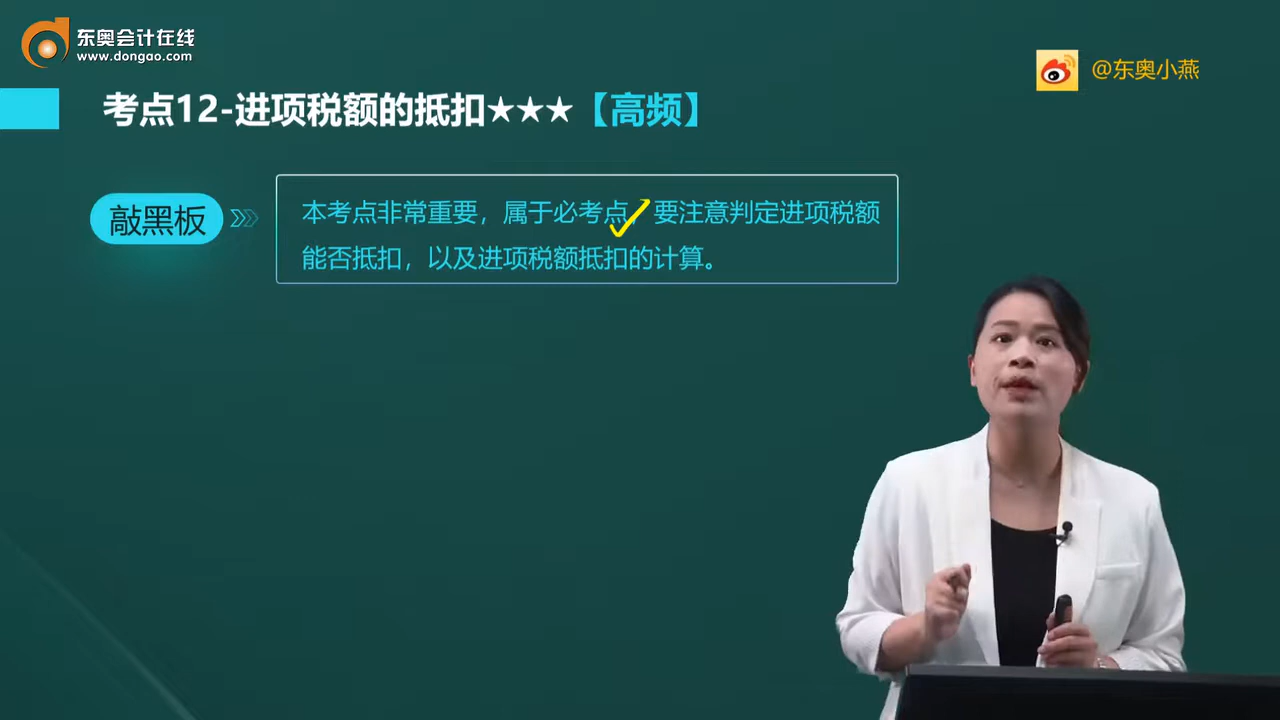 东奥会计在线
www.dongao.com
@东奥小燕
考点12-进项税额的抵扣★★★【高频】
敲黑板
本考点非常重要，属于必考点，要注意判定进项税额
能否抵扣，以及进项税额抵扣的计算。